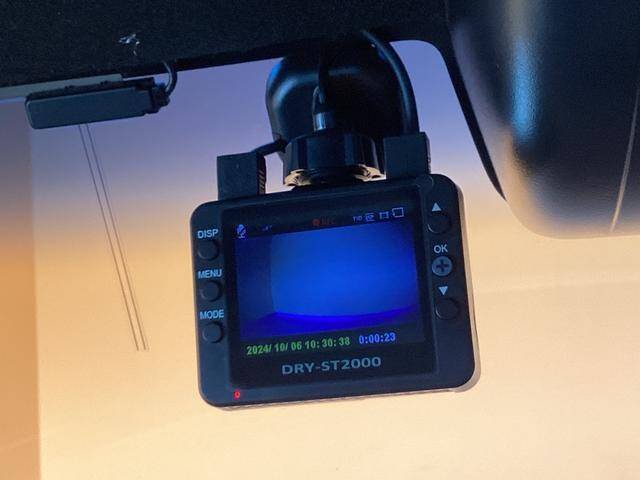 DISP
MENU
MODE
OK
REC
2024/10/06 10:30:38 0:00:23
DRY-ST2000